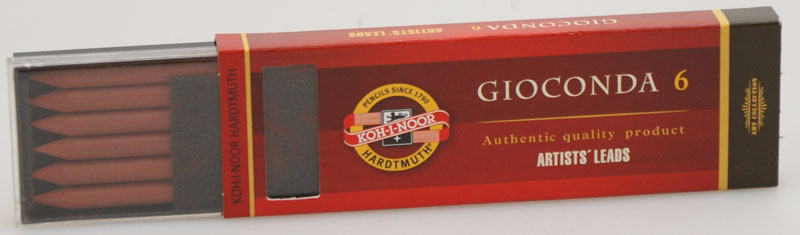 ARTISTS' LEADS
GIOCONDA 6
KOH-I-NOOR HARDTMUTH
PENCILS SINCE 1790
KOH-I-NOOR
HARDTMUTH
GIOCONDA 6
Authentic quality product
ARTISTS' LEADS
ART COLLECTION